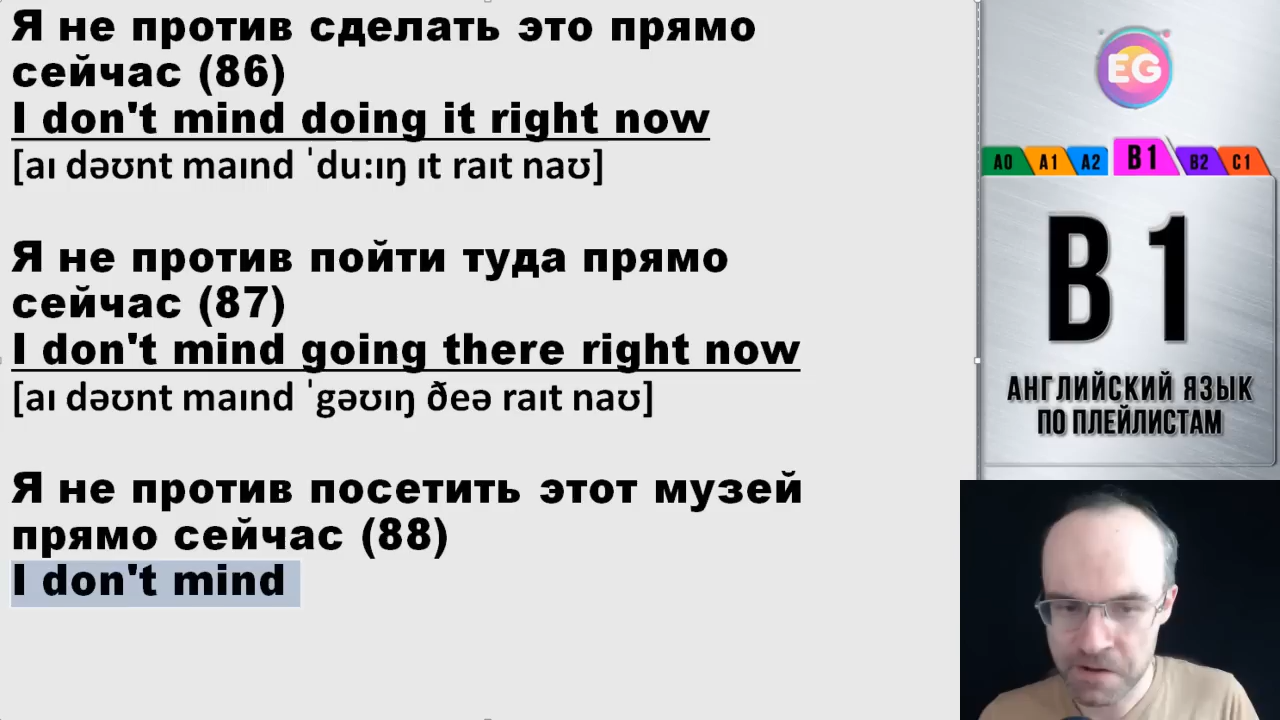 Я не против сделать это прямо
сейчас (86)
I don't mind doing it right now
[aɪ dəʊnt maɪnd ˈdu:ɪŋ ɪt raɪt naʊ]
Я не против пойти туда прямо
сейчас (87)
I don't mind going there right now
[aɪ dəʊnt maɪnd ˈgəʊɪŋ ðeə raɪt naʊ]
Я не против посетить этот музей
прямо сейчас (88)
I don't mind
EG
A0 A1 A2 B1 B2 C1
B1
АНГЛИЙСКИЙ ЯЗЫК
ПО ПЛЕЙЛИСТАМ